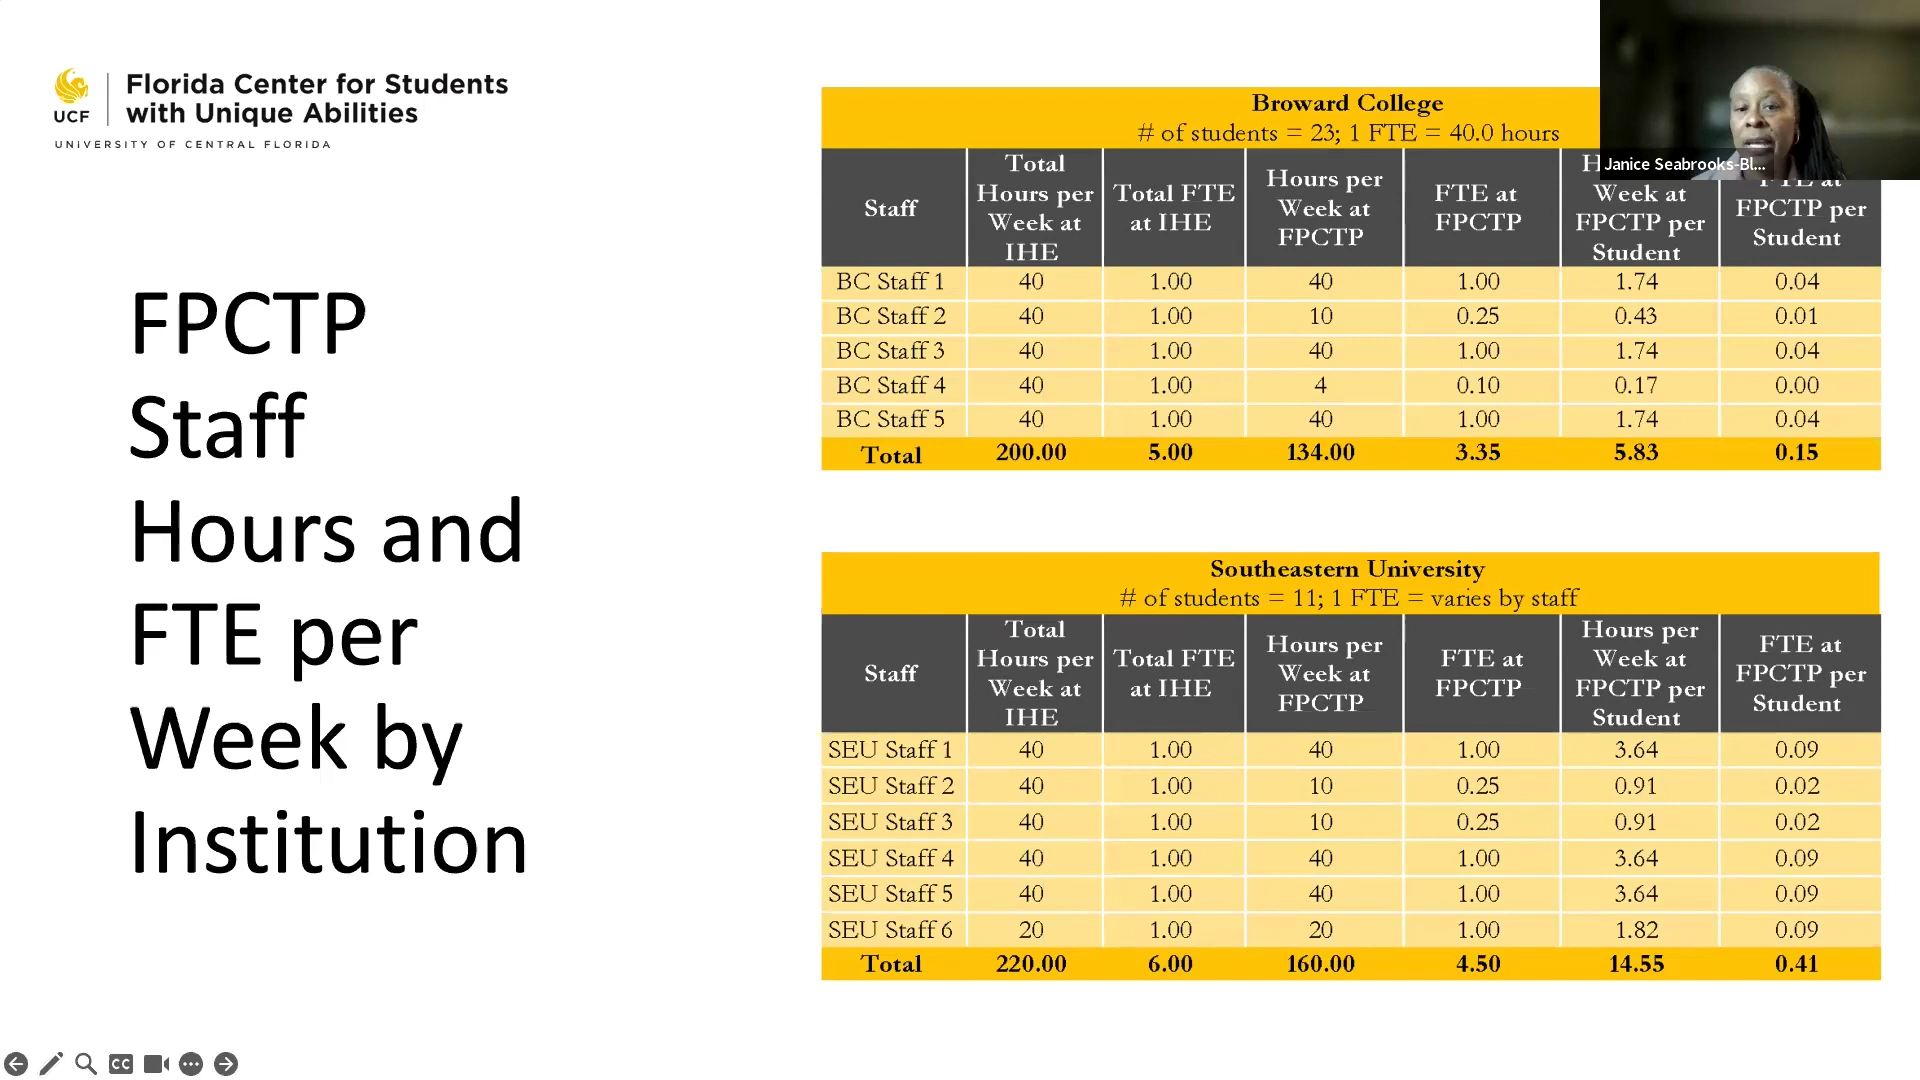 Florida Center for Students
with Unique Abilities
UCF
UNIVERSITY OF CENTRAL FLORIDA
FPCTP
Staff
Hours and
FTE per
Week by
Institution
Broward College
# of students = 23; 1 FTE = 40.0 hours
Staff
Total
Hours per
Week at
IHE
Total FTE
at IHE
Hours per
Week at
FPCTP
FTE at
FPCTP
Week at
FPCTP per
Student
FTE at
FPCTP per
Student
BC Staff 1 40 1.00 40 1.00 1.74 0.04
BC Staff 2 40 1.00 10 0.25 0.43 0.01
BC Staff 3 40 1.00 40 1.00 1.74 0.04
BC Staff 4 40 1.00 4 0.10 0.17 0.00
BC Staff 5 40 1.00 40 1.00 1.74 0.04
Total 200.00 5.00 134.00 3.35 5.83 0.15
Janice Seabrooks-Bl...
Southeastern University
# of students = 11; 1 FTE = varies by staff
Staff
Total
Hours per
Week at
IHE
Total FTE
at IHE
Hours per
Week at
FPCTP
FTE at
FPCTP
Hours per
Week at
FPCTP per
Student
FTE at
FPCTP per
Student
SEU Staff 1 40 1.00 40 1.00 3.64 0.09
SEU Staff 2 40 1.00 10 0.25 0.91 0.02
SEU Staff 3 40 1.00 10 0.25 0.91 0.02
SEU Staff 4 40 1.00 40 1.00 3.64 0.09
SEU Staff 5 40 1.00 40 1.00 3.64 0.09
SEU Staff 6 20 1.00 20 1.00 1.82 0.09
Total 220.00 6.00 160.00 4.50 14.55 0.41
CC